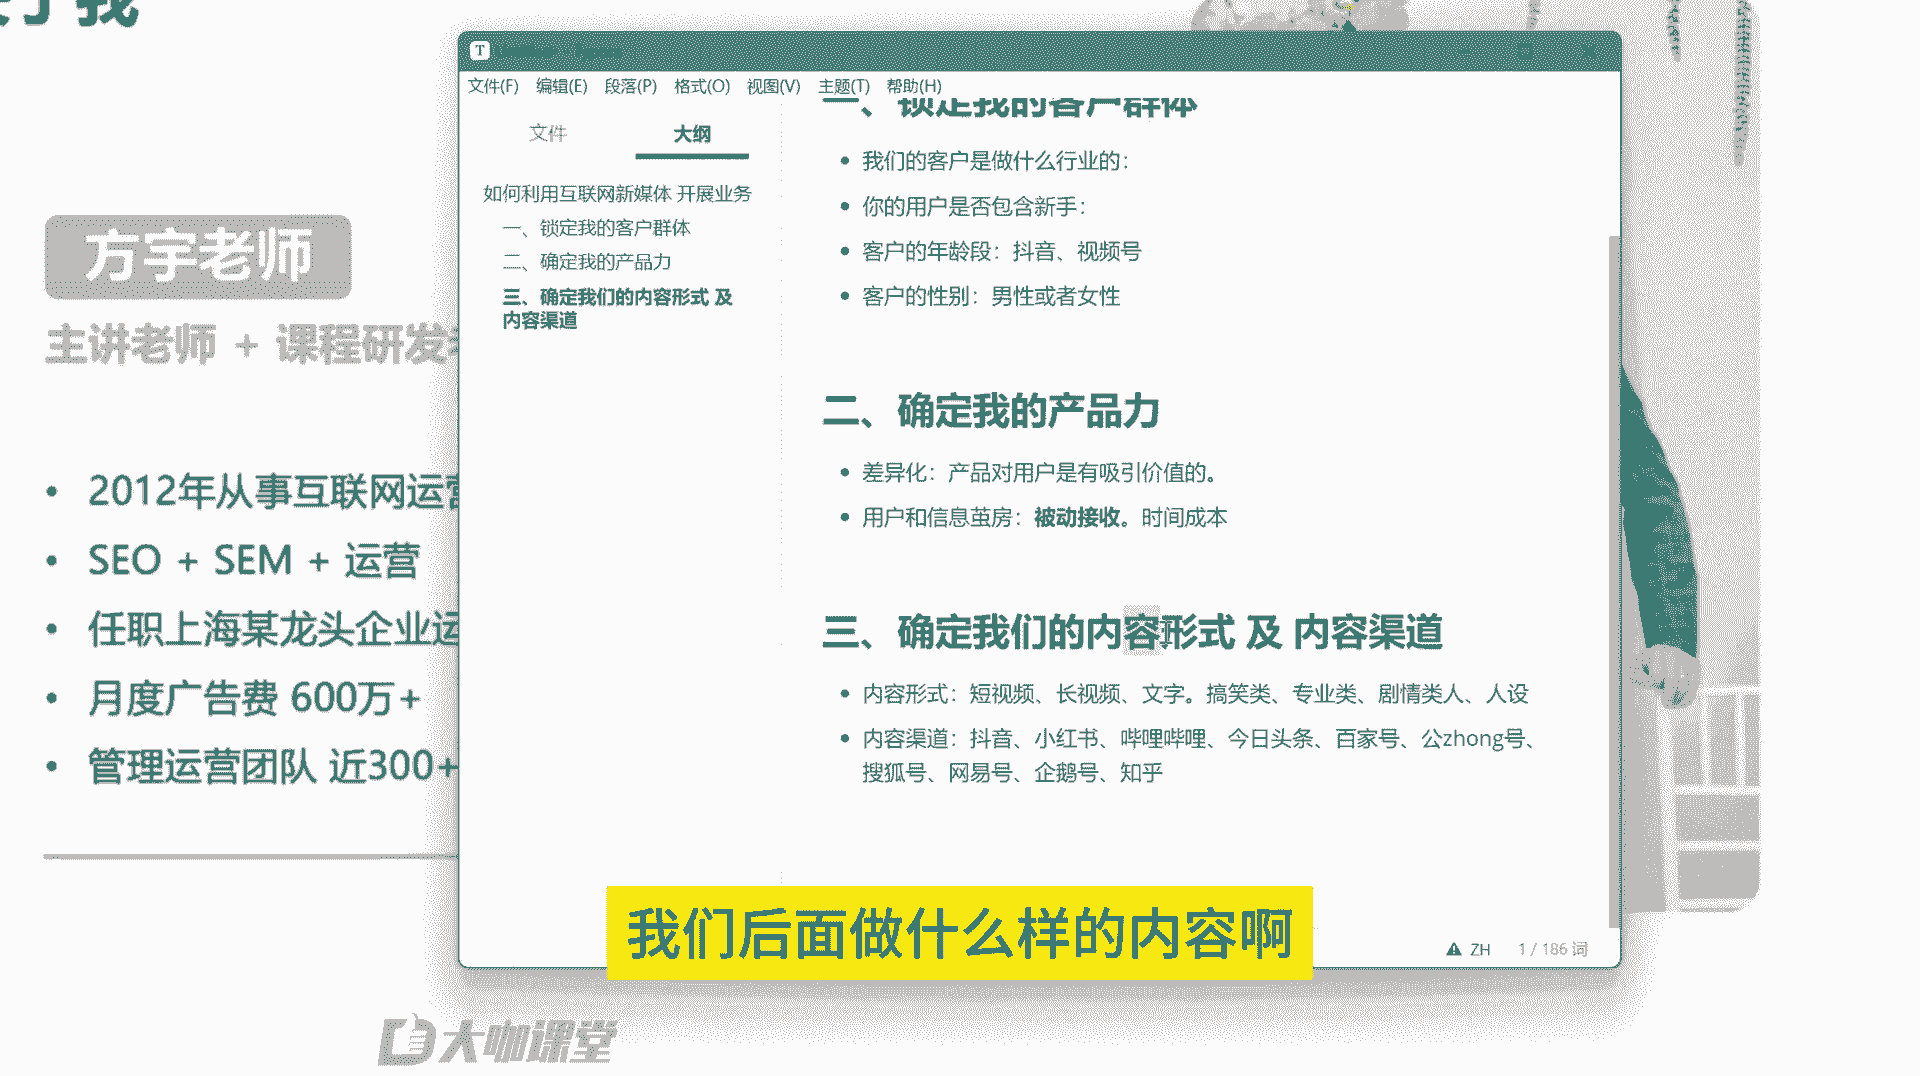 我
方宇老师
主讲老师 + 课程研发
2012年从事互联网运营
SEO + SEM + 运营
任职上海某龙头企业运
月度广告费 600万+
管理运营团队 近300+
T
文件(F) 编辑(E) 段落(P) 格式(O) 视图(V) 主题(T) 帮助(H)
文件 大纲
如何利用互联网新媒体 开展业务
一、锁定我的客户群体
二、确定我的产品力
三、确定我们的内容形式 及
内容渠道
一、锁定我的客户群体
我们的客户是做什么行业的：
你的用户是否包含新手：
客户的年龄段：抖音、视频号
客户的性别：男性或者女性
二、确定我的产品力
差异化：产品对用户是有吸引价值的。
用户和信息茧房：被动接收。时间成本
三、确定我们的内容形式 及 内容渠道
内容形式：短视频、长视频、文字。搞笑类、专业类、剧情类人、人设
内容渠道：抖音、小红书、哔哩哔哩、今日头条、百家号、公zhong号、
搜狐号、网易号、企鹅号、知乎
ZH 1 / 186 词
我们后面做什么样的内容啊
大咖课堂